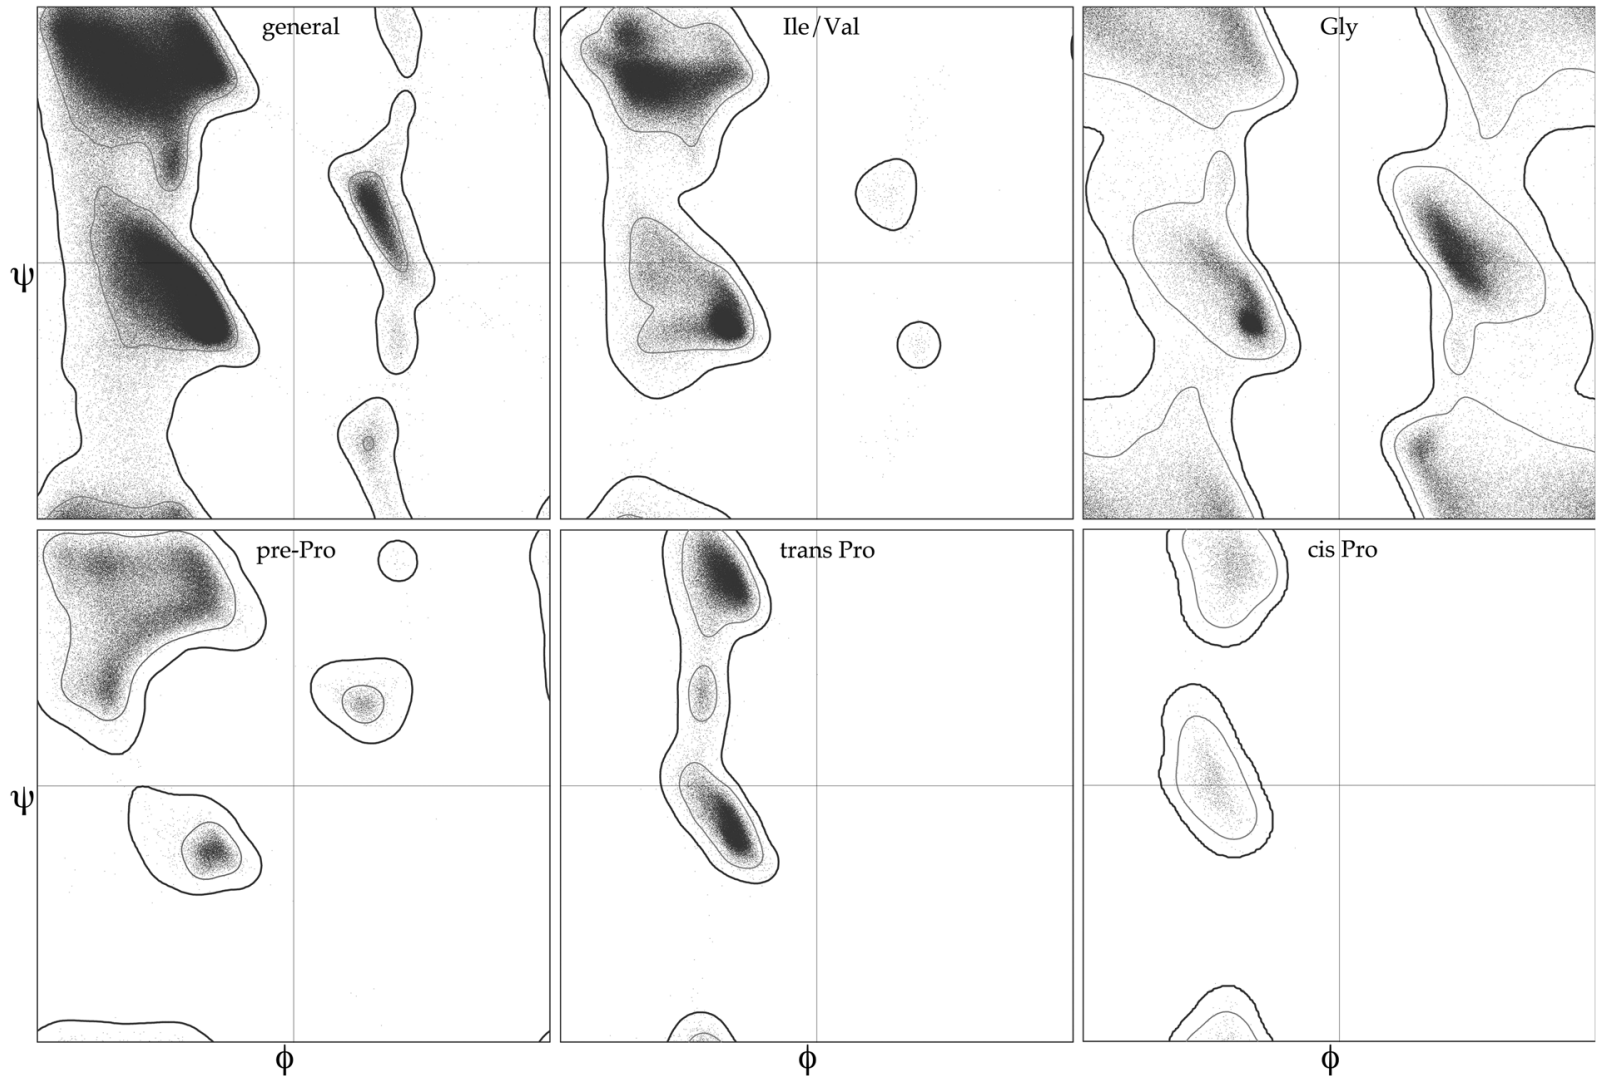 general
Ile/Val
Gly
ψ
pre-Pro
trans Pro
cis Pro
ψ
ϕ
ϕ
ϕ